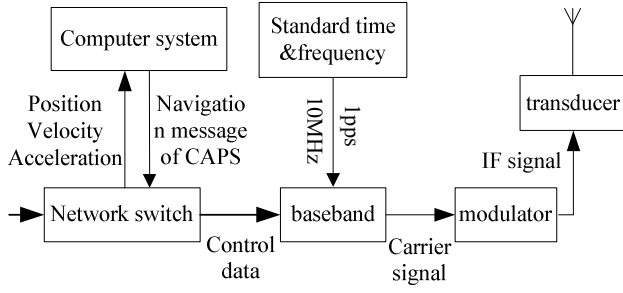 Computer system
Standard time
&frequency
Position
Velocity
Acceleration
Navigatio
n message
of CAPS
10MHz
1pps
transducer
IF signal
Network switch
Control
data
baseband
Carrier
signal
modulator